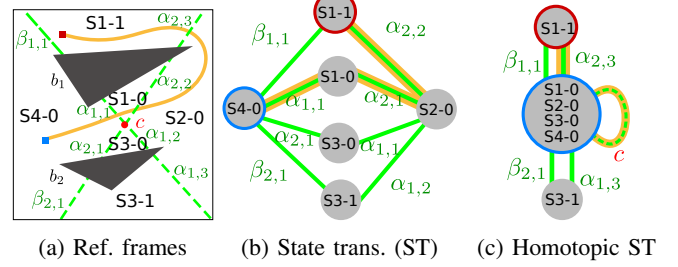 S1-1
α2,3
β1,1
b1
α2,2
α1,1
S1-0
S4-0
c
S2-0
α1,2
α2,1
S3-0
b2
α1,3
β2,1
S3-1
(a) Ref. frames
S1-1
β1,1
α2,2
S1-0
S4-0
α1,1
α2,1
S2-0
α2,1
S3-0
α1,1
β2,1
α1,2
S3-1
(b) State trans. (ST)
S1-1
β1,1
α2,3
S1-0
S2-0
S3-0
S4-0
c
β2,1
α1,3
S3-1
(c) Homotopic ST